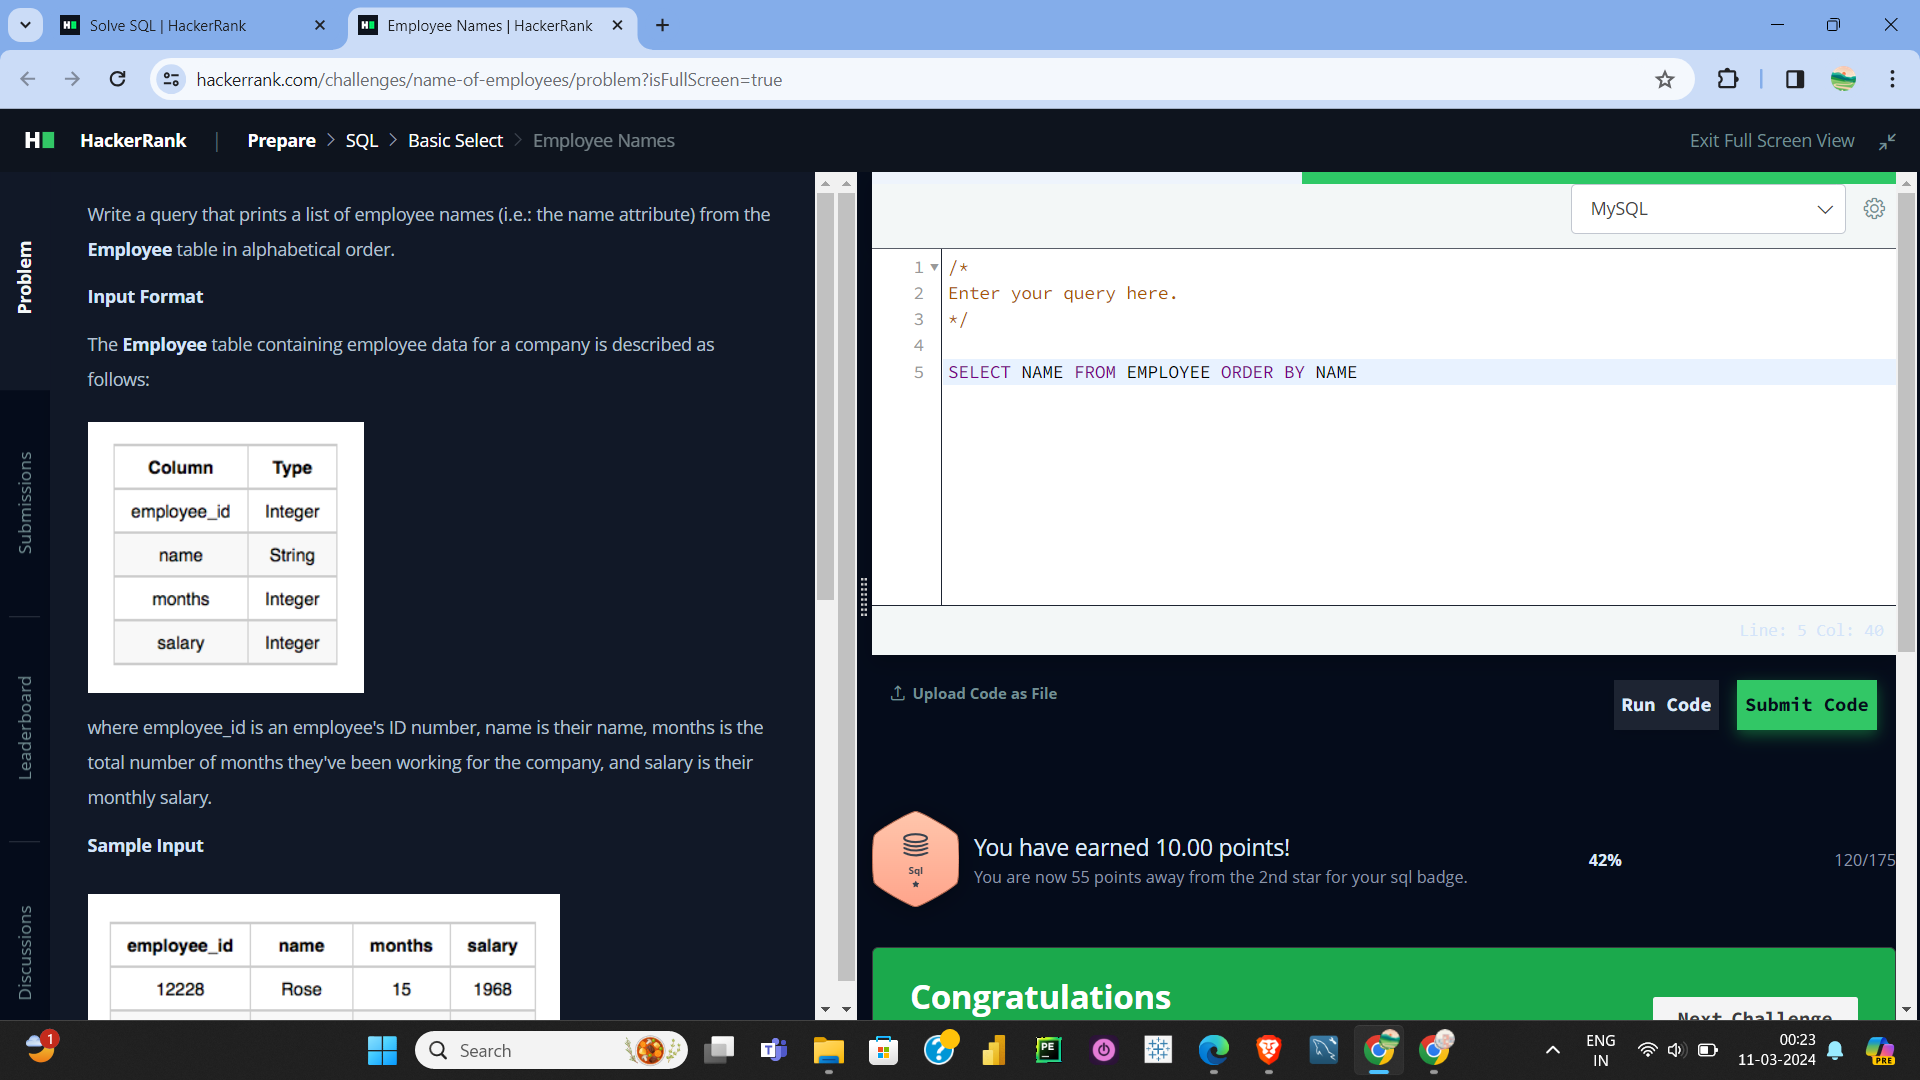 Solve SQL | HackerRank
Employee Names | HackerRank
hackerrank.com/challenges/name-of-employees/problem?isFullScreen=true
HackerRank | Prepare > SQL > Basic Select > Employee Names
Exit Full Screen View
Problem
Submissions
Leaderboard
Discussions
Write a query that prints a list of employee names (i.e.: the name attribute) from the
Employee table in alphabetical order.
Input Format
The Employee table containing employee data for a company is described as
follows:
Column Type
employee_id Integer
name String
months Integer
salary Integer
where employee_id is an employee's ID number, name is their name, months is the
total number of months they've been working for the company, and salary is their
monthly salary.
Sample Input
employee_id name months salary
12228 Rose 15 1968
MySQL
1 /*
2 Enter your query here.
3 */
4
5 SELECT NAME FROM EMPLOYEE ORDER BY NAME
Line: 5 Col: 40
Upload Code as File
Run Code
Submit Code
Sql
You have earned 10.00 points!
You are now 55 points away from the 2nd star for your sql badge.
42%
120/175
Congratulations
Next Challenge
1
Search
PE
ENG
IN
00:23
11-03-2024
PRE